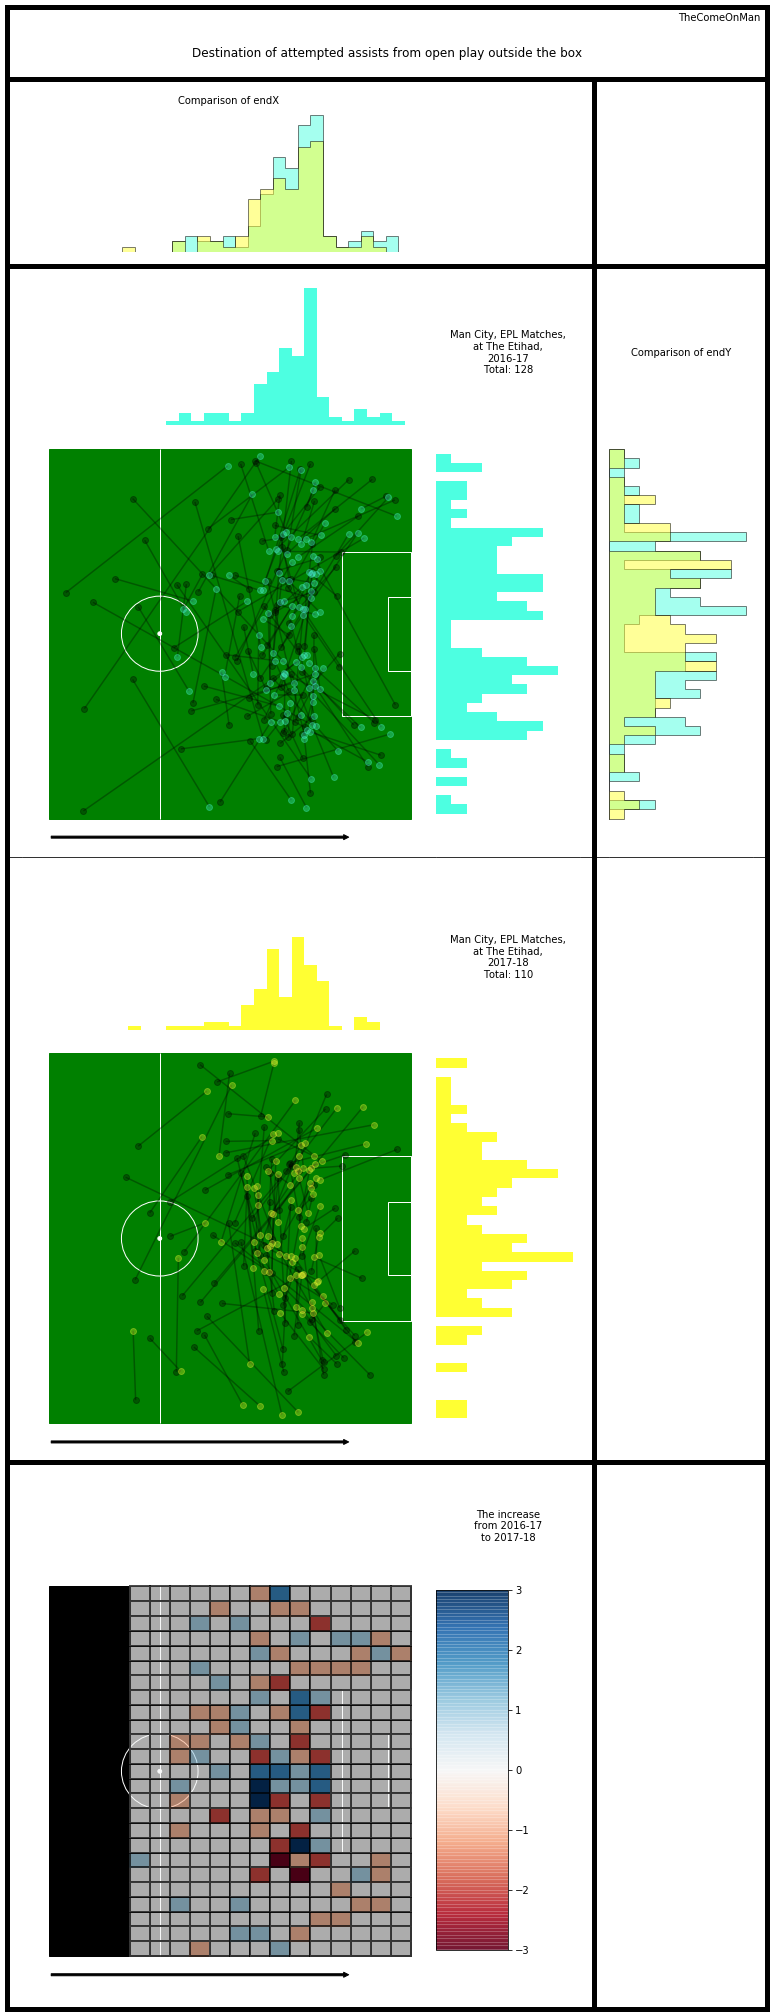 TheComeOnMan
Destination of attempted assists from open play outside the box
Comparison of endX
Man City, EPL Matches,
at The Etihad,
2016-17
Total: 128
Comparison of endY
Man City, EPL Matches,
at The Etihad,
2017-18
Total: 110
The increase
from 2016-17
to 2017-18
3
2
1
0
−1
−2
−3